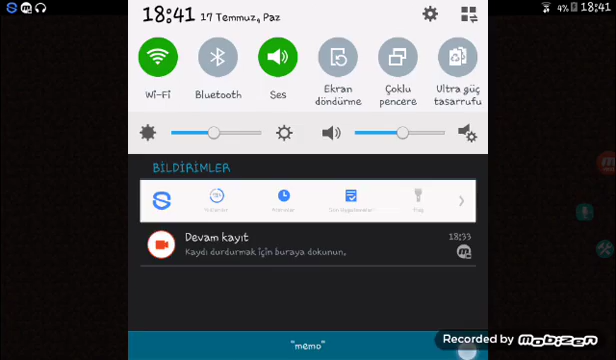 18:41 17 Temmuz, Paz
4% 18:41
Wi-Fi
Bluetooth
Ses
Ekran
döndürme
Çoklu
pencere
Ultra güç
tasarrufu
BİLDİRİMLER
Devam kayıt
18:33
Kaydı durdurmak için buraya dokunun.
"memo"
Recorded by mobizen